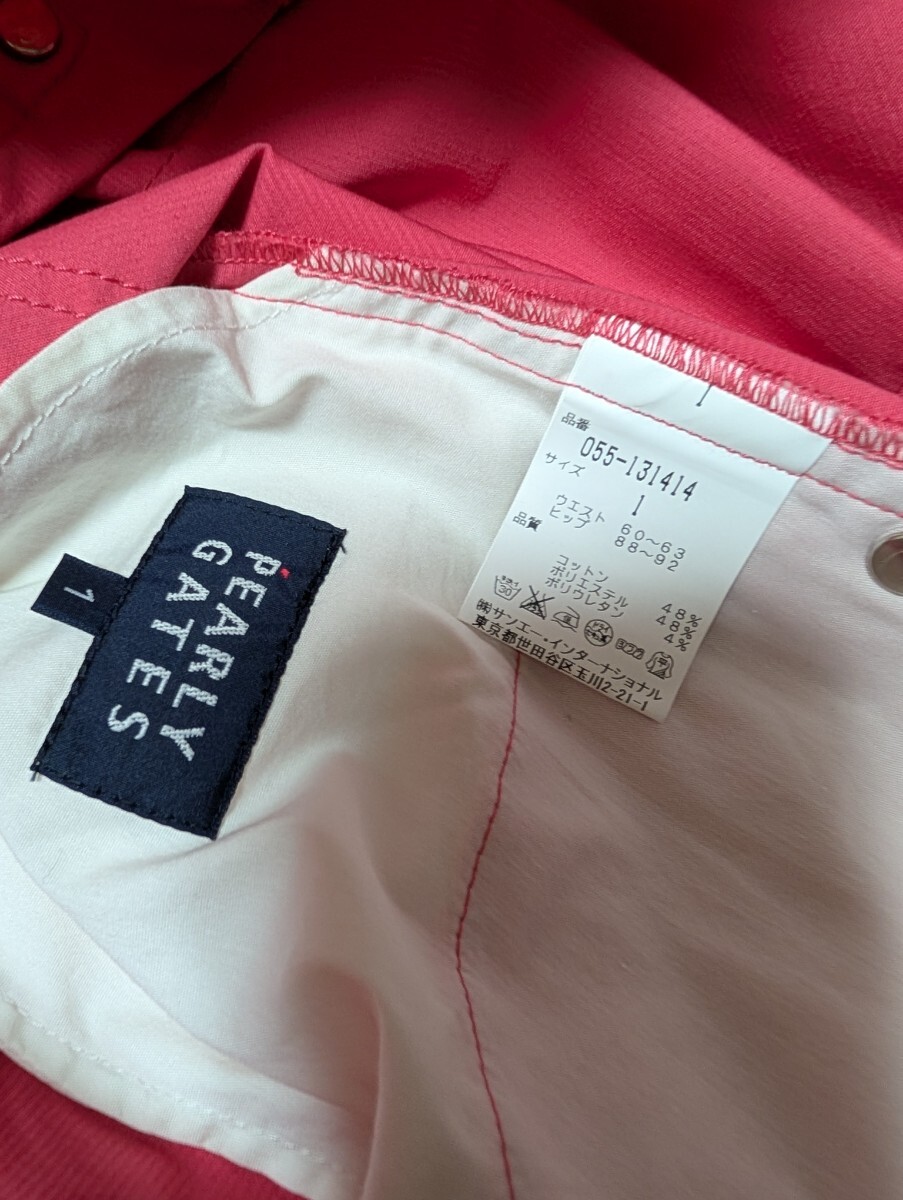 PEARLY
GATES
1
1
品番
055-131414
サイズ
1
ウエスト 60~63
ヒップ 88~92
品質
コットン 48%
ポリエステル 48%
ポリウレタン 4%
30
㈱サンエー・インターナショナル
東京都世田谷区玉川2-21-1